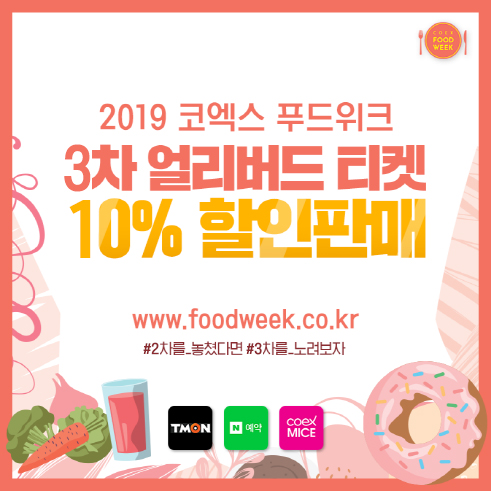 COEX
FOOD
WEEK
2019 코엑스 푸드위크
3차 얼리버드 티켓
10% 할인판매
www.foodweek.co.kr
#2차를_놓쳤다면 #3차를_노려보자
TMON
N 예약
coex
MICE